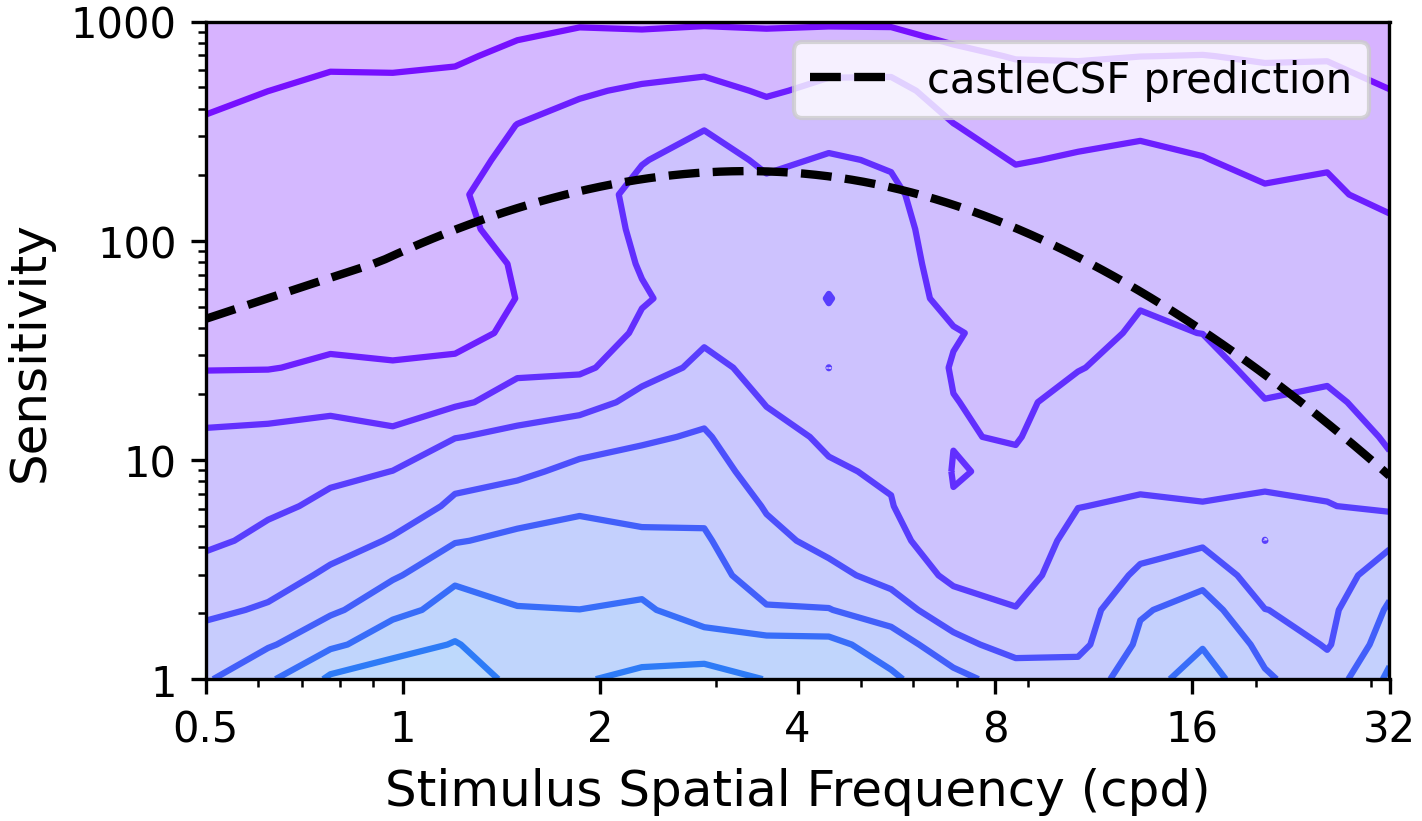 1000
100
10
1
Sensitivity
castleCSF prediction
0.5 1 2 4 8 16 32
Stimulus Spatial Frequency (cpd)